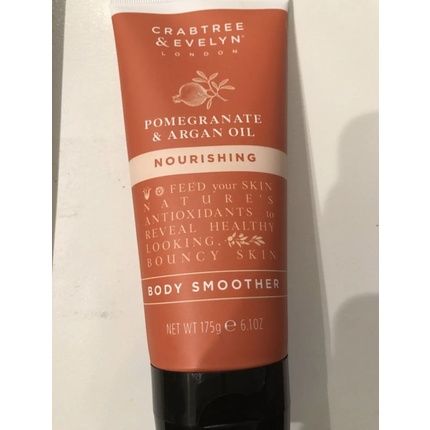 CRABTREE
& EVELYN®
LONDON
POMEGRANATE
& ARGAN OIL
NOURISHING
FEED your SKIN
NATURE'S
ANTIOXIDANTS to
REVEAL HEALTHY
LOOKING,
BOUNCY SKIN
BODY SMOOTHER
NET WT 175g ℮ 6.1OZ